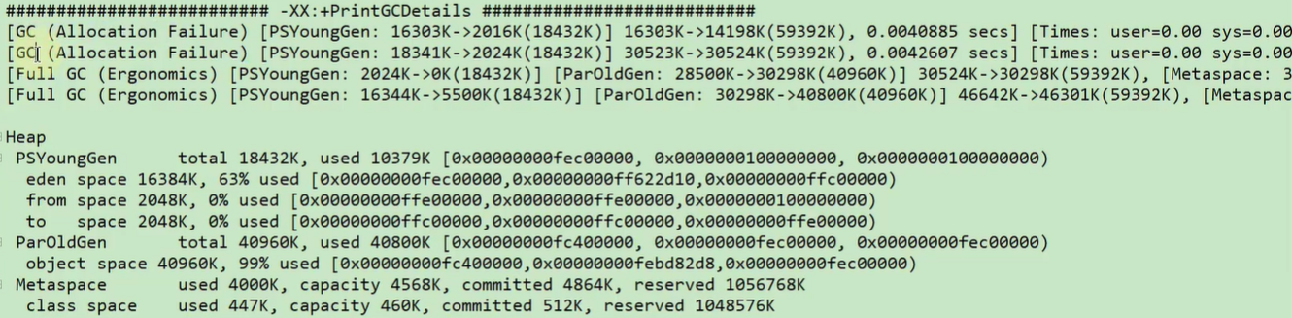 ########################## -XX:+PrintGCDetails ###########################
[GC (Allocation Failure) [PSYoungGen: 16303K->2016K(18432K)] 16303K->14198K(59392K), 0.0040885 secs] [Times: user=0.00 sys=0.00
[GC (Allocation Failure) [PSYoungGen: 18341K->2024K(18432K)] 30523K->30524K(59392K), 0.0042607 secs] [Times: user=0.00 sys=0.00
[Full GC (Ergonomics) [PSYoungGen: 2024K->0K(18432K)] [ParOldGen: 28500K->30298K(40960K)] 30524K->30298K(59392K), [Metaspace: 3
[Full GC (Ergonomics) [PSYoungGen: 16344K->5500K(18432K)] [ParOldGen: 30298K->40800K(40960K)] 46642K->46301K(59392K), [Metaspac
Heap
PSYoungGen total 18432K, used 10379K [0x00000000fec00000, 0x0000000100000000, 0x0000000100000000)
eden space 16384K, 63% used [0x00000000fec00000,0x00000000ff622d10,0x00000000ffc00000)
from space 2048K, 0% used [0x00000000ffe00000,0x00000000ffe00000,0x0000000100000000)
to space 2048K, 0% used [0x00000000ffc00000,0x00000000ffc00000,0x00000000ffe00000)
ParOldGen total 40960K, used 40800K [0x00000000fc400000, 0x00000000fec00000, 0x00000000fec00000)
object space 40960K, 99% used [0x00000000fc400000,0x00000000febd82d8,0x00000000fec00000)
Metaspace used 4000K, capacity 4568K, committed 4864K, reserved 1056768K
class space used 447K, capacity 460K, committed 512K, reserved 1048576K